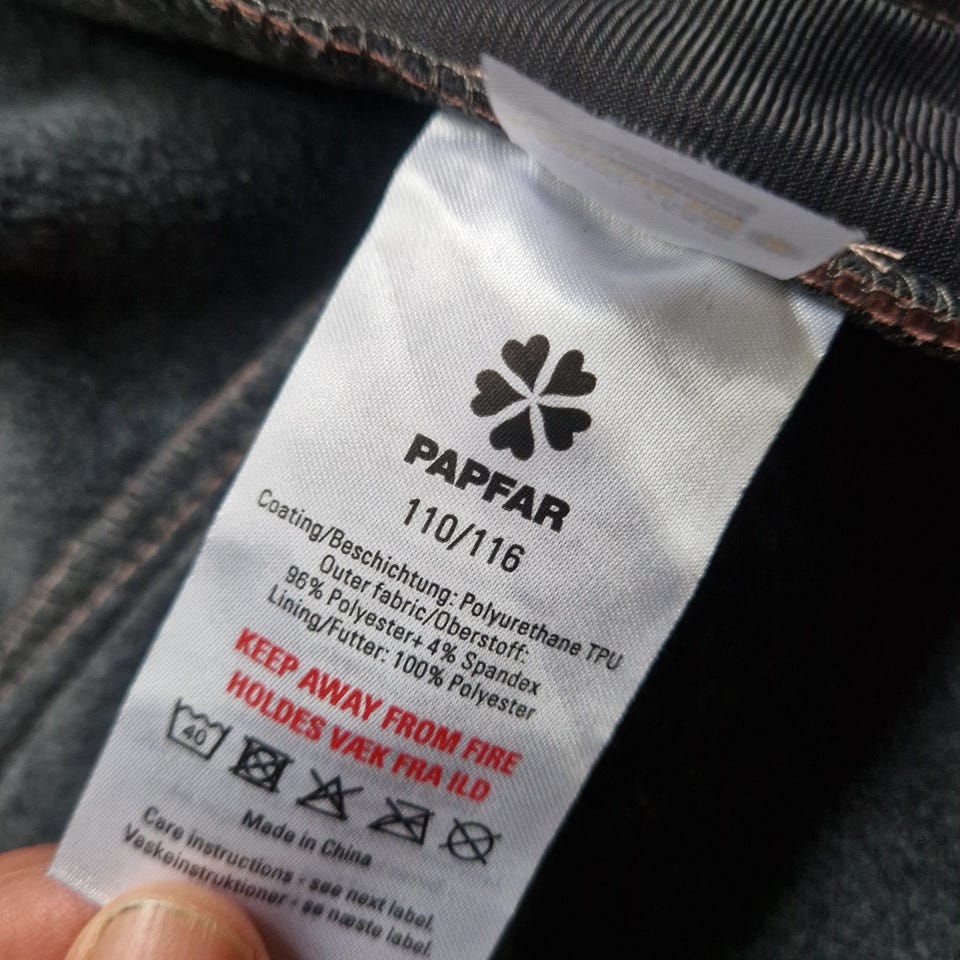 PAPFAR
110/116
Coating/Beschichtung: Polyurethane TPU
Outer fabric/Oberstoff:
96% Polyester+ 4% Spandex
Lining/Futter: 100% Polyester
KEEP AWAY FROM FIRE
HOLDES VÆK FRA ILD
40
Made in China
Care instructions - see next label,
Vaskeinstruktioner - se næste label.